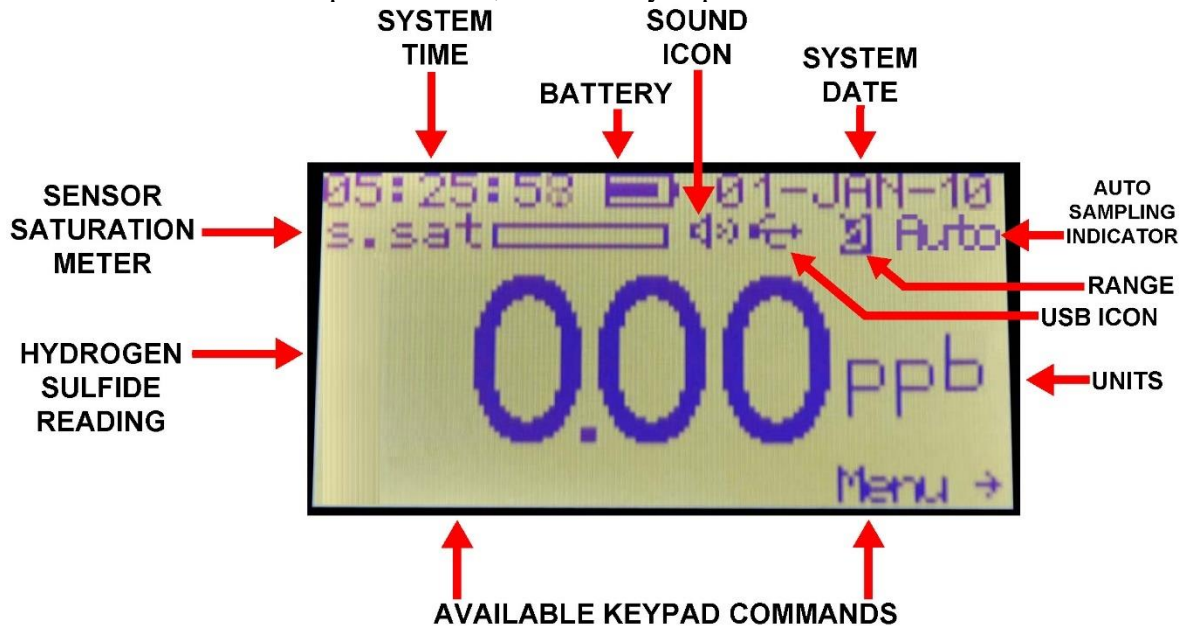 SYSTEM
TIME
SOUND
ICON
BATTERY
SYSTEM
DATE
SENSOR
SATURATION
METER
05:25:58 01-JAN-10
s.sat Auto
AUTO
SAMPLING
INDICATOR
RANGE
USB ICON
HYDROGEN
SULFIDE
READING
0.00 ppb
UNITS
Menu →
AVAILABLE KEYPAD COMMANDS